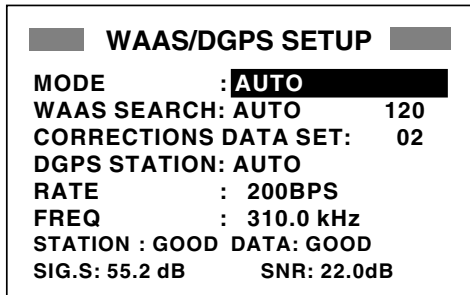 WAAS/DGPS SETUP
MODE : AUTO
WAAS SEARCH: AUTO 120
CORRECTIONS DATA SET: 02
DGPS STATION: AUTO
RATE : 200BPS
FREQ : 310.0 kHz
STATION : GOOD DATA: GOOD
SIG.S: 55.2 dB SNR: 22.0dB